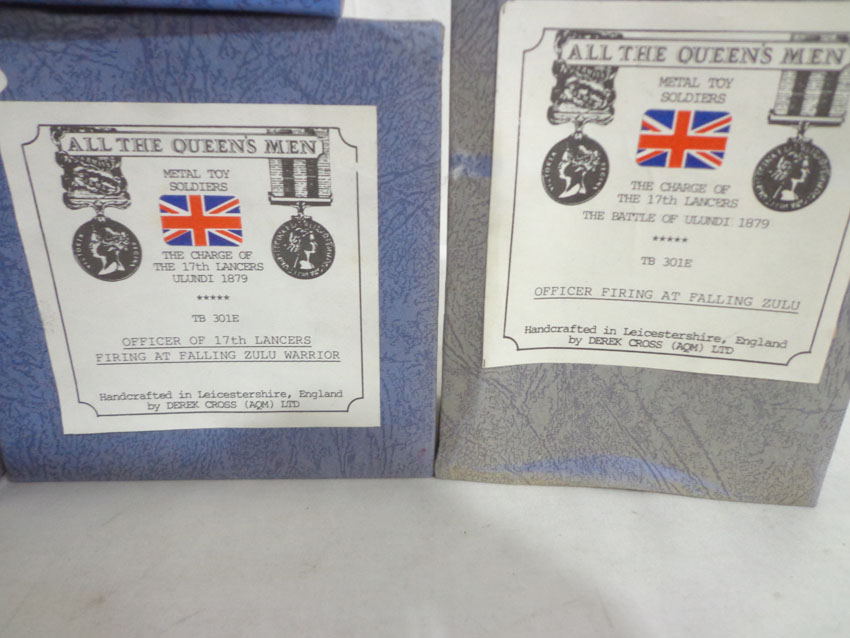 ALL THE QUEEN'S MEN
METAL TOY
SOLDIERS
THE CHARGE OF
THE 17th LANCERS
ULUNDI 1879
*****
TB 301E
OFFICER OF 17th LANCERS
FIRING AT FALLING ZULU WARRIOR
Handcrafted in Leicestershire, England
by DEREK CROSS (AQM) LTD
ALL THE QUEEN'S MEN
METAL TOY
SOLDIERS
THE CHARGE OF
THE 17th LANCERS
THE BATTLE OF ULUNDI 1879
*****
TB 301E
OFFICER FIRING AT FALLING ZULU
Handcrafted in Leicestershire, England
by DEREK CROSS (AQM) LTD